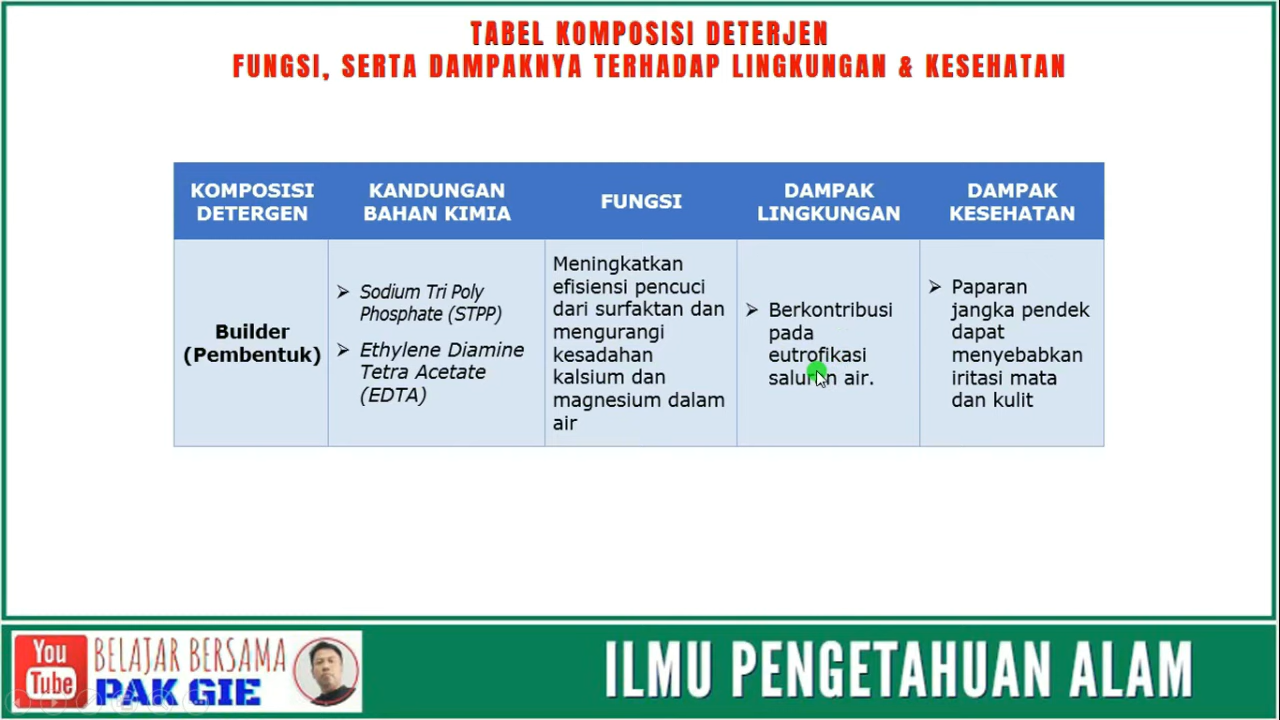 TABEL KOMPOSISI DETERJEN
FUNGSI, SERTA DAMPAKNYA TERHADAP LINGKUNGAN & KESEHATAN
KOMPOSISI
DETERGEN
KANDUNGAN
BAHAN KIMIA
FUNGSI
DAMPAK
LINGKUNGAN
DAMPAK
KESEHATAN
Builder
(Pembentuk)
➢ Sodium Tri Poly
Phosphate (STPP)
➢ Ethylene Diamine
Tetra Acetate
(EDTA)
Meningkatkan
efisiensi pencuci
dari surfaktan dan
mengurangi
kesadahan
kalsium dan
magnesium dalam
air
➢ Berkontribusi
pada
eutrofikasi
saluran air.
➢ Paparan
jangka pendek
dapat
menyebabkan
iritasi mata
dan kulit
You
Tube
BELAJAR BERSAMA
PAK GIE
ILMU PENGETAHUAN ALAM